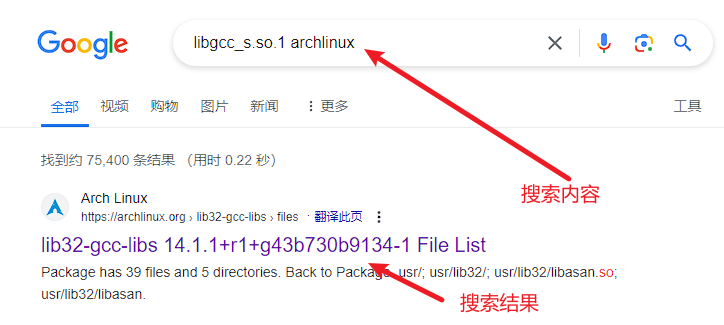 Google
libgcc_s.so.1 archlinux
全部 视频 购物 图片 新闻 更多 工具
找到约 75,400 条结果 （用时 0.22 秒）
搜索内容
Arch Linux
https://archlinux.org › lib32-gcc-libs › files · 翻译此页
lib32-gcc-libs 14.1.1+r1+g43b730b9134-1 File List
Package has 39 files and 5 directories. Back to Package. usr/; usr/lib32/; usr/lib32/libasan.so;
usr/lib32/libasan.
搜索结果